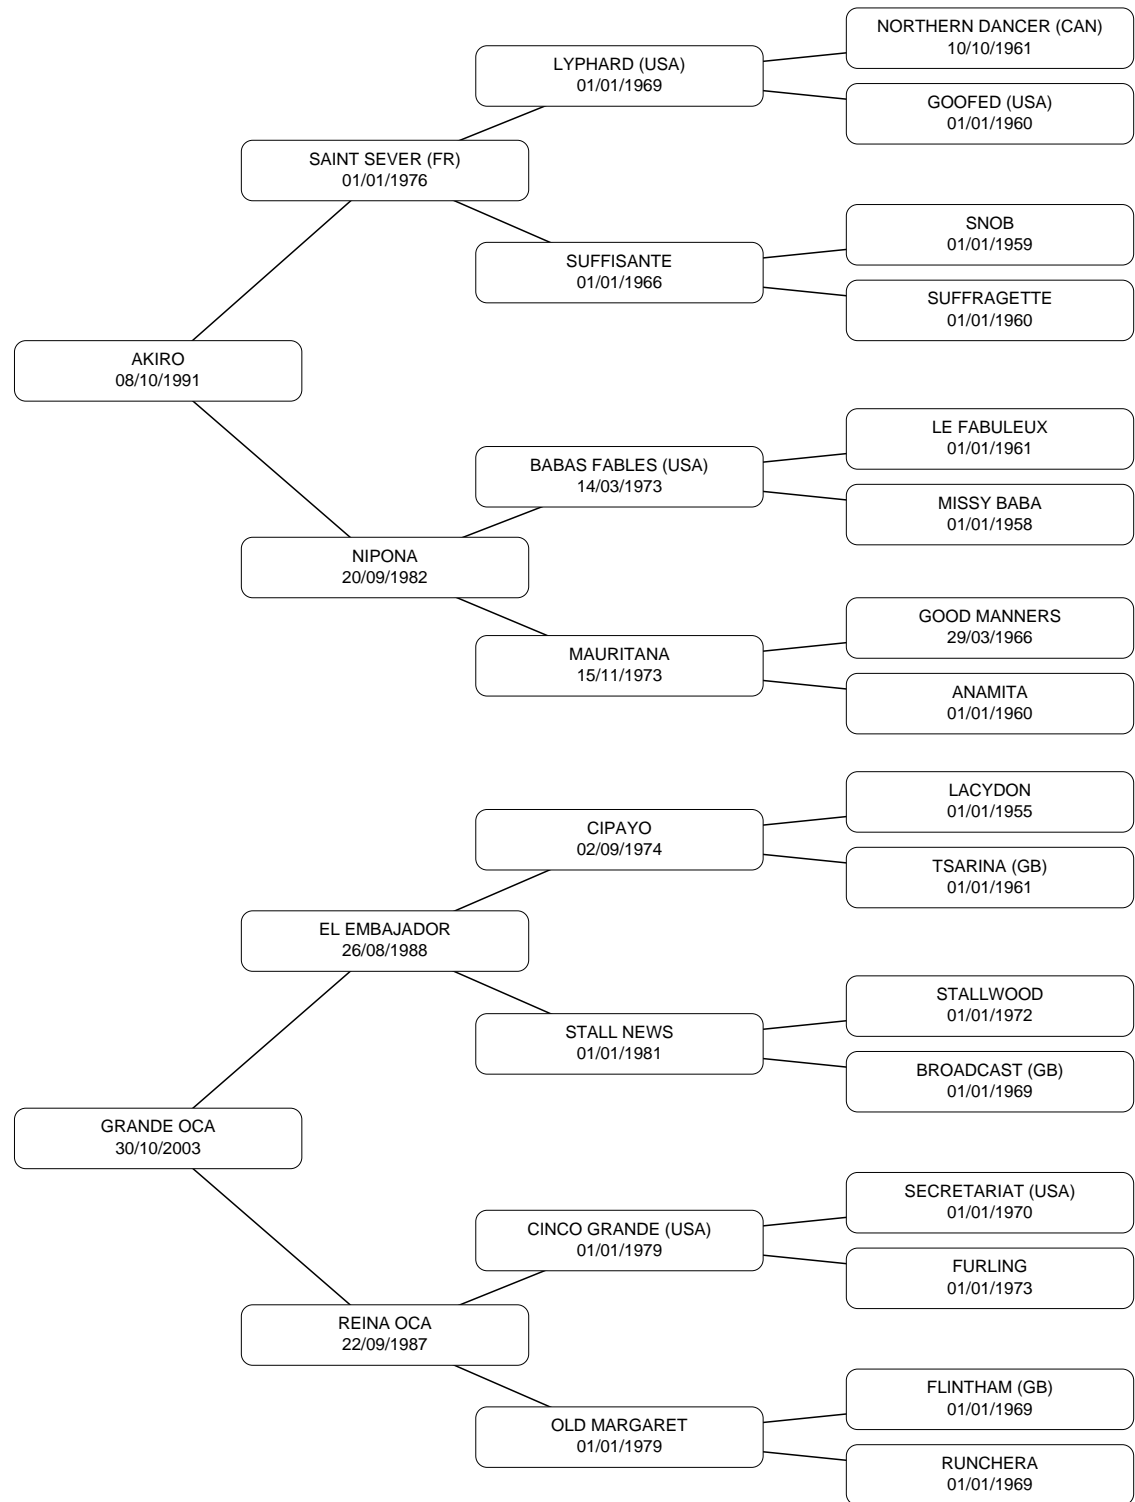 NORTHERN DANCER (CAN)
10/10/1961
LYPHARD (USA)
01/01/1969
GOOFED (USA)
01/01/1960
SAINT SEVER (FR)
01/01/1976
SNOB
01/01/1959
SUFFISANTE
01/01/1966
SUFFRAGETTE
01/01/1960
AKIRO
08/10/1991
LE FABULEUX
01/01/1961
BABAS FABLES (USA)
14/03/1973
MISSY BABA
01/01/1958
NIPONA
20/09/1982
GOOD MANNERS
29/03/1966
MAURITANA
15/11/1973
ANAMITA
01/01/1960
LACYDON
01/01/1955
CIPAYO
02/09/1974
TSARINA (GB)
01/01/1961
EL EMBAJADOR
26/08/1988
STALLWOOD
01/01/1972
STALL NEWS
01/01/1981
BROADCAST (GB)
01/01/1969
GRANDE OCA
30/10/2003
SECRETARIAT (USA)
01/01/1970
CINCO GRANDE (USA)
01/01/1979
FURLING
01/01/1973
REINA OCA
22/09/1987
FLINTHAM (GB)
01/01/1969
OLD MARGARET
01/01/1979
RUNCHERA
01/01/1969